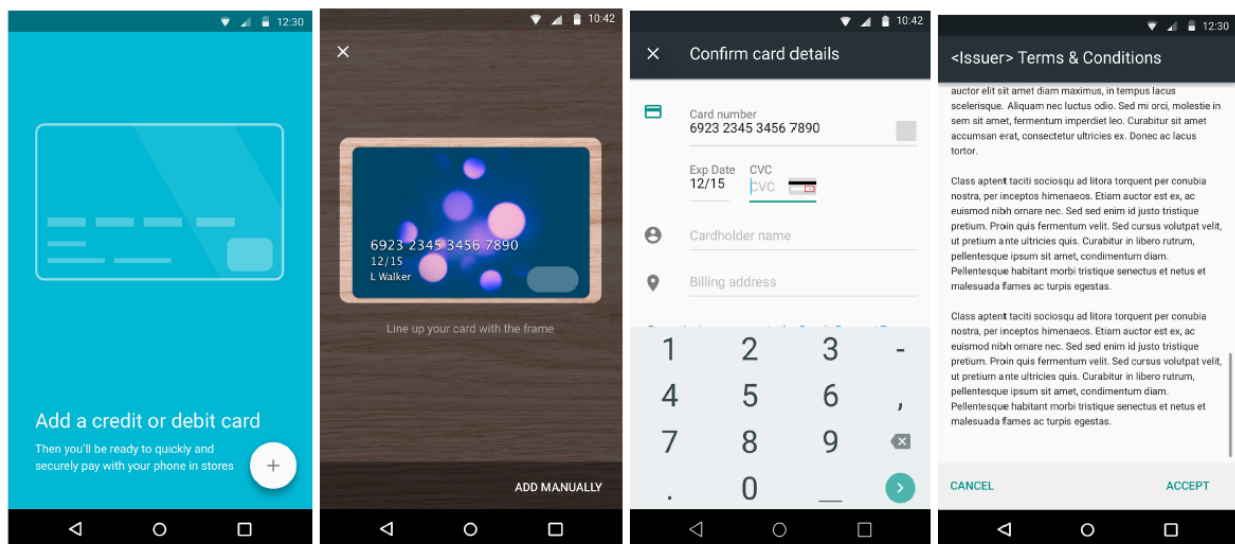 12:30
Add a credit or debit card
Then you'll be ready to quickly and
securely pay with your phone in stores
10:42
6923 2345 3456 7890
12/15
L Walker
Line up your card with the frame
ADD MANUALLY
10:42
Confirm card details
Card number
6923 2345 3456 7890
Exp Date CVC
12/15 CVC
Cardholder name
Billing address
1 2 3 -
4 5 6 ,
7 8 9
. 0 _
12:30
<Issuer> Terms & Conditions
auctor elit sit amet diam maximus, in tempus lacus
scelerisque. Aliquam nec luctus odio. Sed mi orci, molestie in
sem sit amet, fermentum imperdiet leo. Curabitur sit amet
accumsan erat, consectetur ultricies ex. Donec ac lacus
tortor.
Class aptent taciti sociosqu ad litora torquent per conubia
nostra, per inceptos himenaeos. Etiam auctor est ex, ac
euismod nibh ornare nec. Sed sed enim id justo tristique
pretium. Proin quis fermentum velit. Sed cursus volutpat velit,
ut pretium ante ultricies quis. Curabitur in libero rutrum,
pellentesque ipsum sit amet, condimentum diam.
Pellentesque habitant morbi tristique senectus et netus et
malesuada fames ac turpis egestas.
Class aptent taciti sociosqu ad litora torquent per conubia
nostra, per inceptos himenaeos. Etiam auctor est ex, ac
euismod nibh ornare nec. Sed sed enim id justo tristique
pretium. Proin quis fermentum velit. Sed cursus volutpat velit,
ut pretium ante ultricies quis. Curabitur in libero rutrum,
pellentesque ipsum sit amet, condimentum diam.
Pellentesque habitant morbi tristique senectus et netus et
malesuada fames ac turpis egestas.
CANCEL ACCEPT